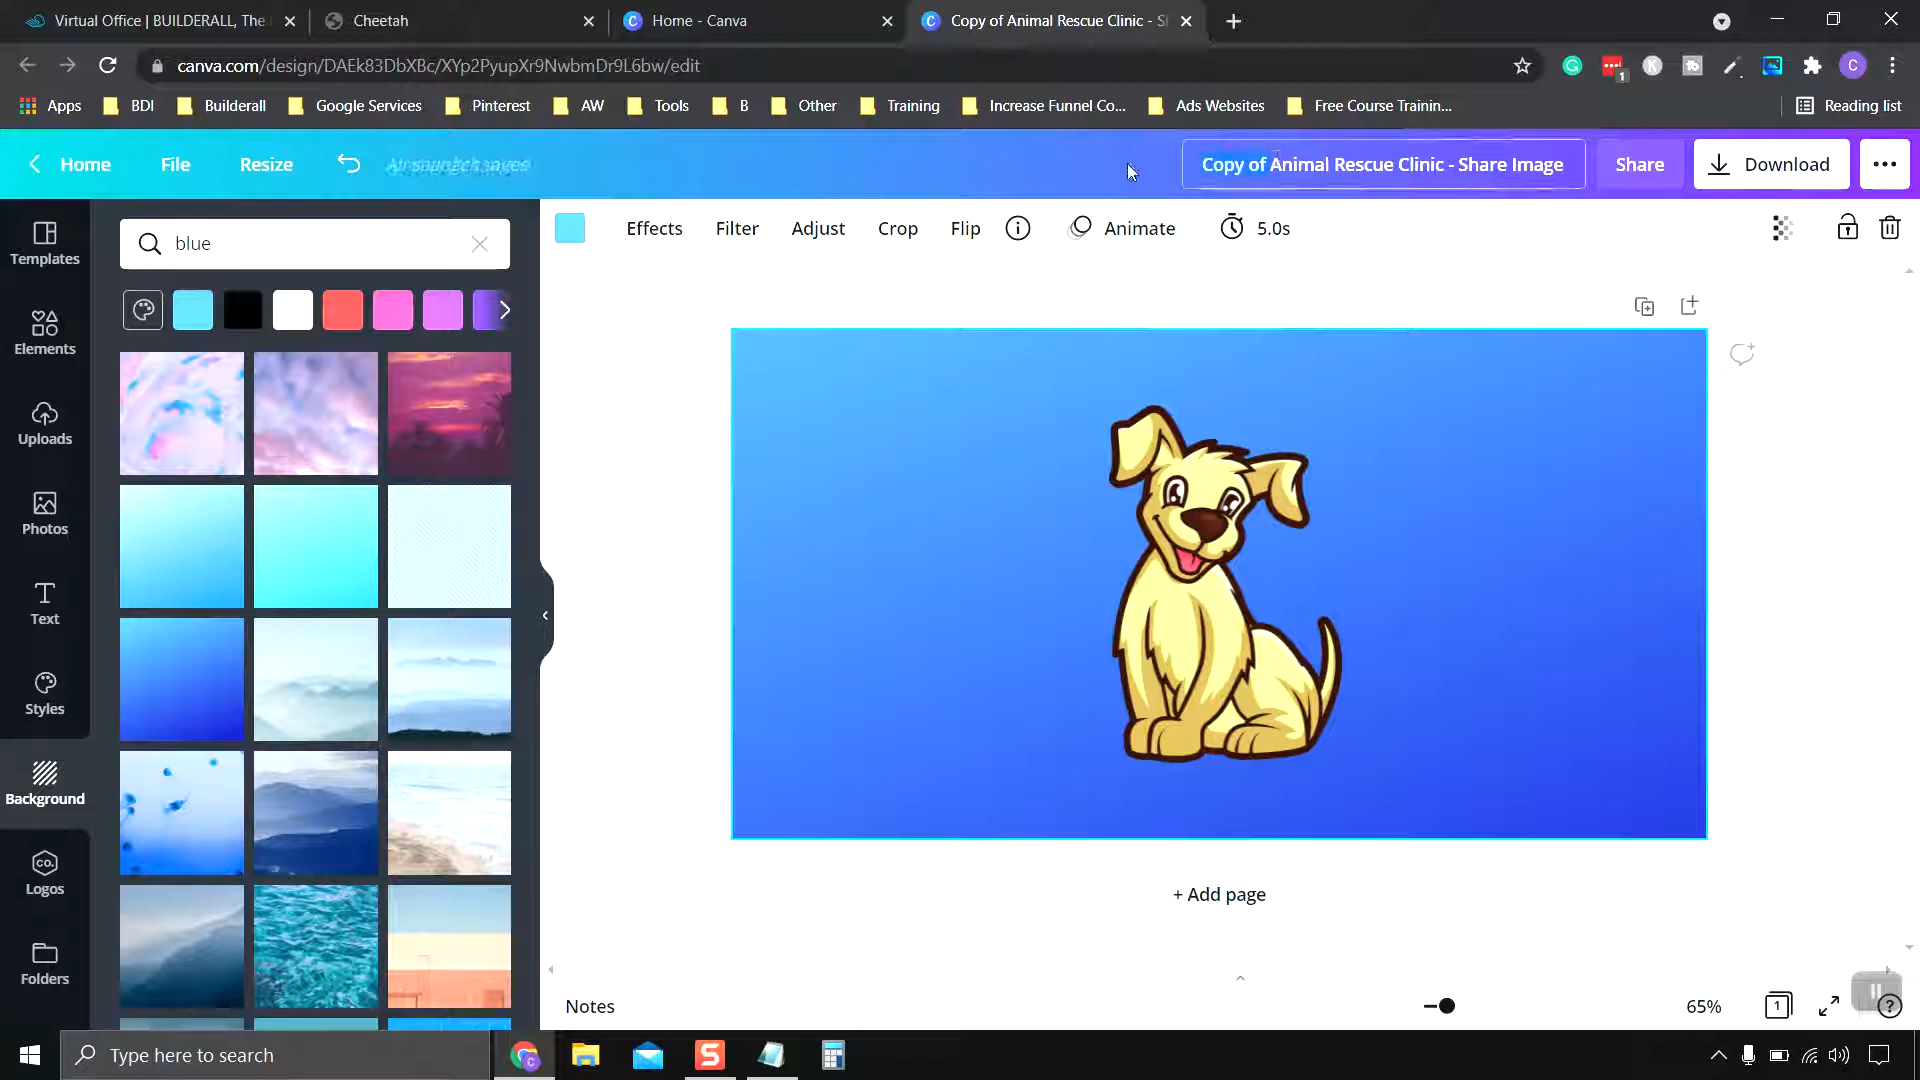 Virtual Office | BUILDERALL, The
Cheetah
Home - Canva
Copy of Animal Rescue Clinic - S
canva.com/design/DAEk83DbXBc/XYp2PyupXr9NwbmDr9L6bw/edit
1
K
C
Apps
BDI
Builderall
Google Services
Pinterest
AW
Tools
B
Other
Training
Increase Funnel Co...
Ads Websites
Free Course Trainin...
Reading list
Home
File
Resize
Copy of Animal Rescue Clinic - Share Image
Share
Download
blue
Effects
Filter
Adjust
Crop
Flip
Animate
5.0s
Templates
Elements
Uploads
Photos
Text
Styles
Background
CO.
Logos
Folders
+ Add page
Notes
65%
1
?
Type here to search